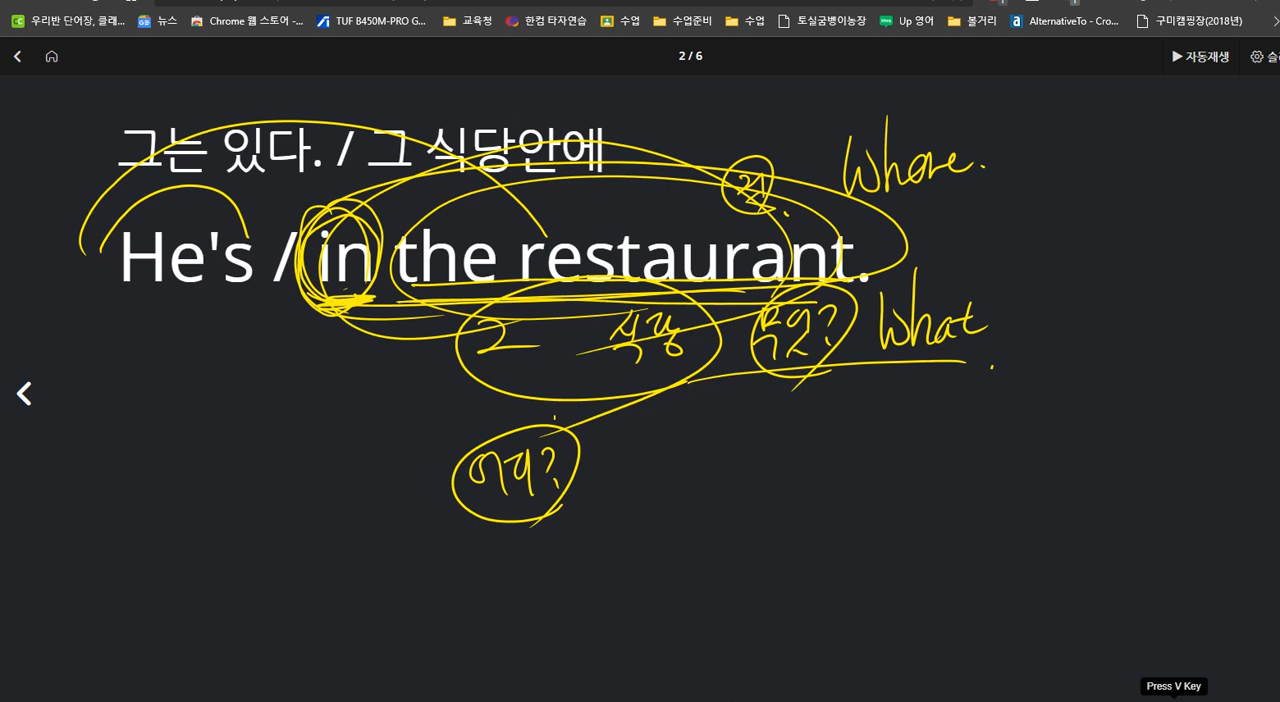 우리반 단어장, 클래... 뉴스 Chrome 웹 스토어 -... TUF B450M-PRO G... 교육청 한컴 타자연습 수업 수업준비 수업 토실굼벵이농장 Up 영어 볼거리 AlternativeTo - Cro... 구미캠핑장(2018년)
2 / 6 자동재생 슬
그는 있다. / 그 식당안에
Where.
He's / in the restaurant.
그 식당 무엇? What
어디?
Press V Key